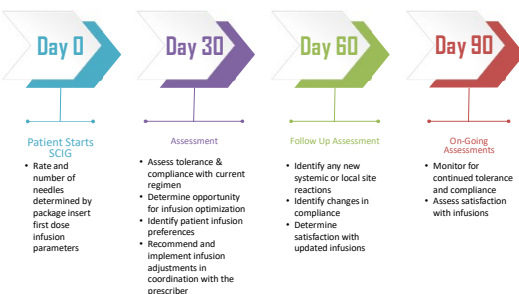 Day 0
Day 30
Day 60
Day 90
Patient Starts
SCIG
• Rate and
number of
needles
determined by
package insert
first dose
infusion
parameters
Assessment
• Assess tolerance &
compliance with current
regimen
• Determine opportunity
for infusion optimization
• Identify patient infusion
preferences
• Recommend and
implement infusion
adjustments in
coordination with the
prescriber
Follow Up Assessment
• Identify any new
systemic or local site
reactions
• Identify changes in
compliance
• Determine
satisfaction with
updated infusions
On-Going
Assessments
• Monitor for
continued tolerance
and compliance
• Assess satisfaction
with infusions